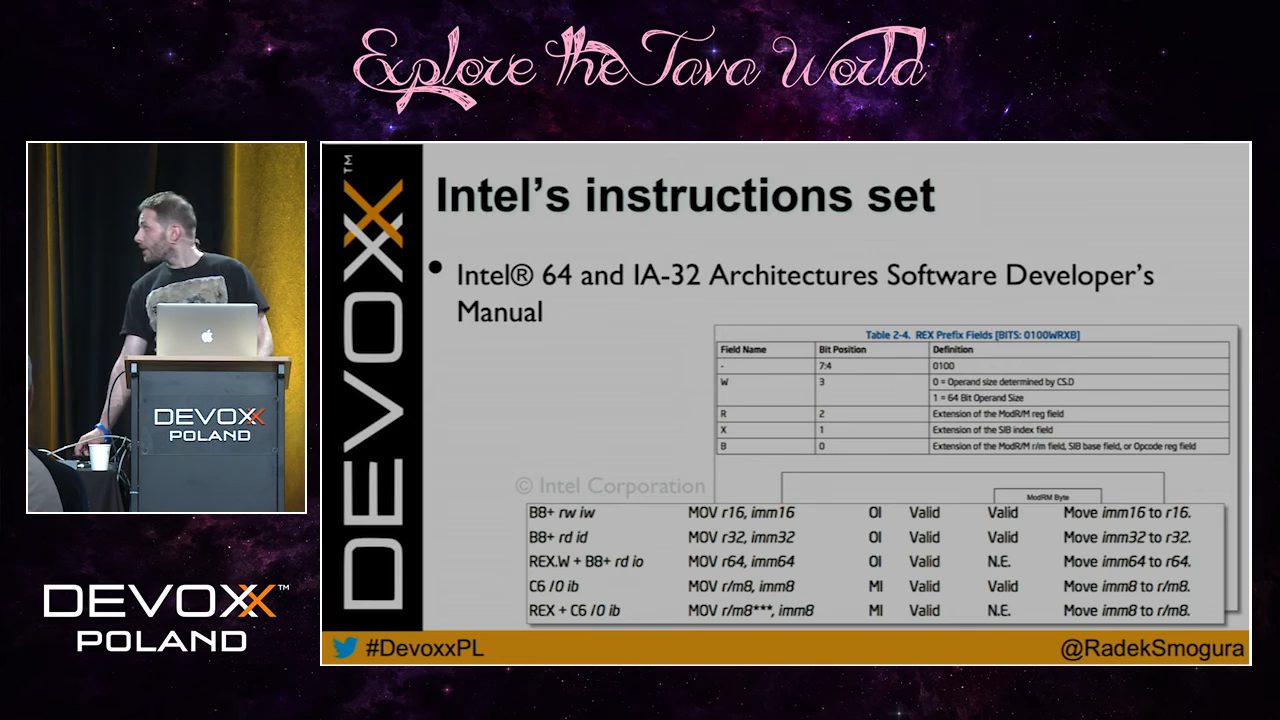 Explore the Java World
DEVOXX™
Intel's instructions set
• Intel® 64 and IA-32 Architectures Software Developer's
Manual
Table 2-4. REX Prefix Fields [BITS: 0100WRXB]
Field Name Bit Position Definition
- 7:4 0100
W 3 0 = Operand size determined by CS.D
1 = 64 Bit Operand Size
R 2 Extension of the ModR/M reg field
X 1 Extension of the SIB index field
B 0 Extension of the ModR/M r/m field, SIB base field, or Opcode reg field
© Intel Corporation
ModRM Byte
B8+ rw iw MOV r16, imm16 OI Valid Valid Move imm16 to r16.
B8+ rd id MOV r32, imm32 OI Valid Valid Move imm32 to r32.
REX.W + B8+ rd io MOV r64, imm64 OI Valid N.E. Move imm64 to r64.
C6 /0 ib MOV r/m8, imm8 MI Valid Valid Move imm8 to r/m8.
REX + C6 /0 ib MOV r/m8***, imm8 MI Valid N.E. Move imm8 to r/m8.
#DevoxxPL @RadekSmogura
DEVOXX
POLAND
DEVOXX™
POLAND